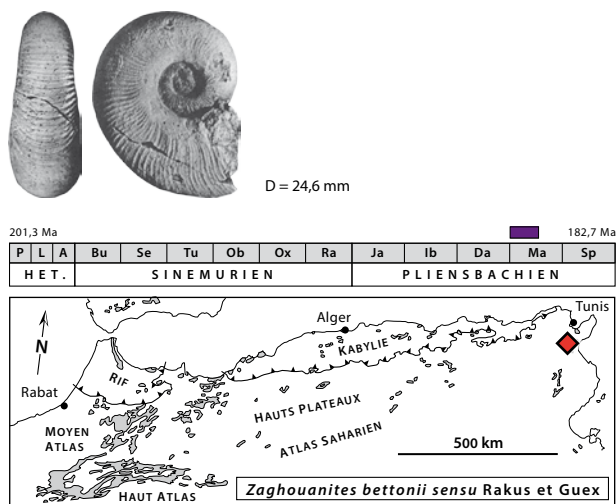 D = 24,6 mm
201,3 Ma 182,7 Ma
P L A Bu Se Tu Ob Ox Ra Ja Ib Da Ma Sp
HET. SINEMURIEN PLIENSBACHIEN
Tunis
Alger
N
KABYLIE
RIF
Rabat
HAUTS PLATEAUX
MOYEN
ATLAS
ATLAS SAHARIEN
500 km
HAUT ATLAS
Zaghouanites bettonii sensu Rakus et Guex